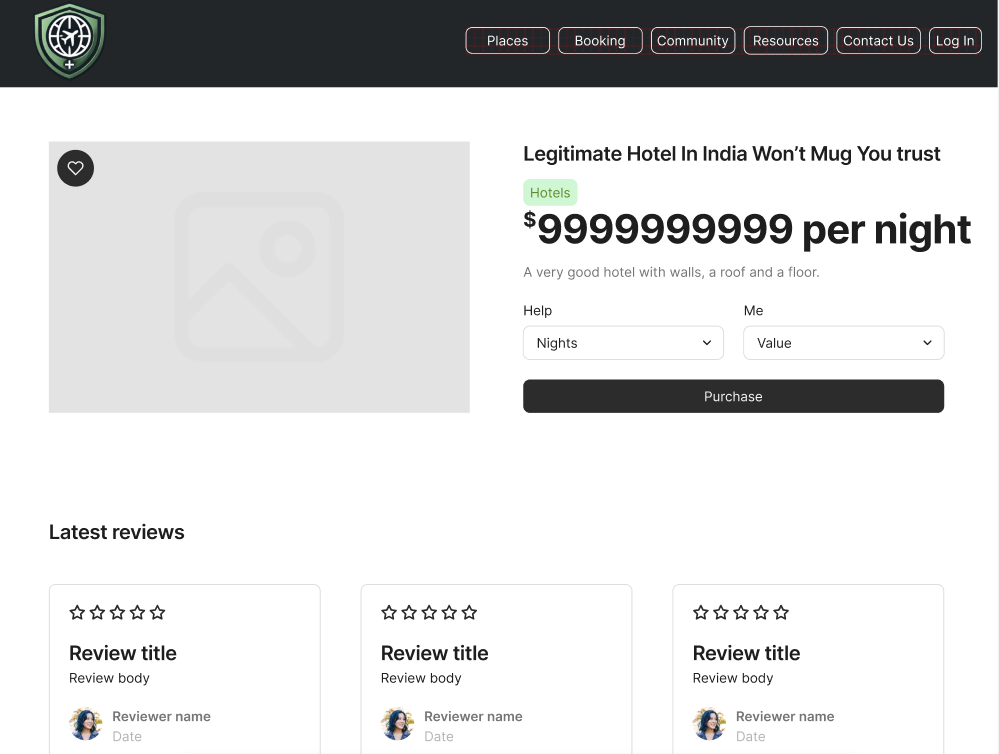 Places Booking Community Resources Contact Us Log In
Legitimate Hotel In India Won’t Mug You trust
Hotels
$9999999999 per night
A very good hotel with walls, a roof and a floor.
Help Me
Nights Value
Purchase
Latest reviews
Review title Review title Review title
Review body Review body Review body
Reviewer name Reviewer name Reviewer name
Date Date Date